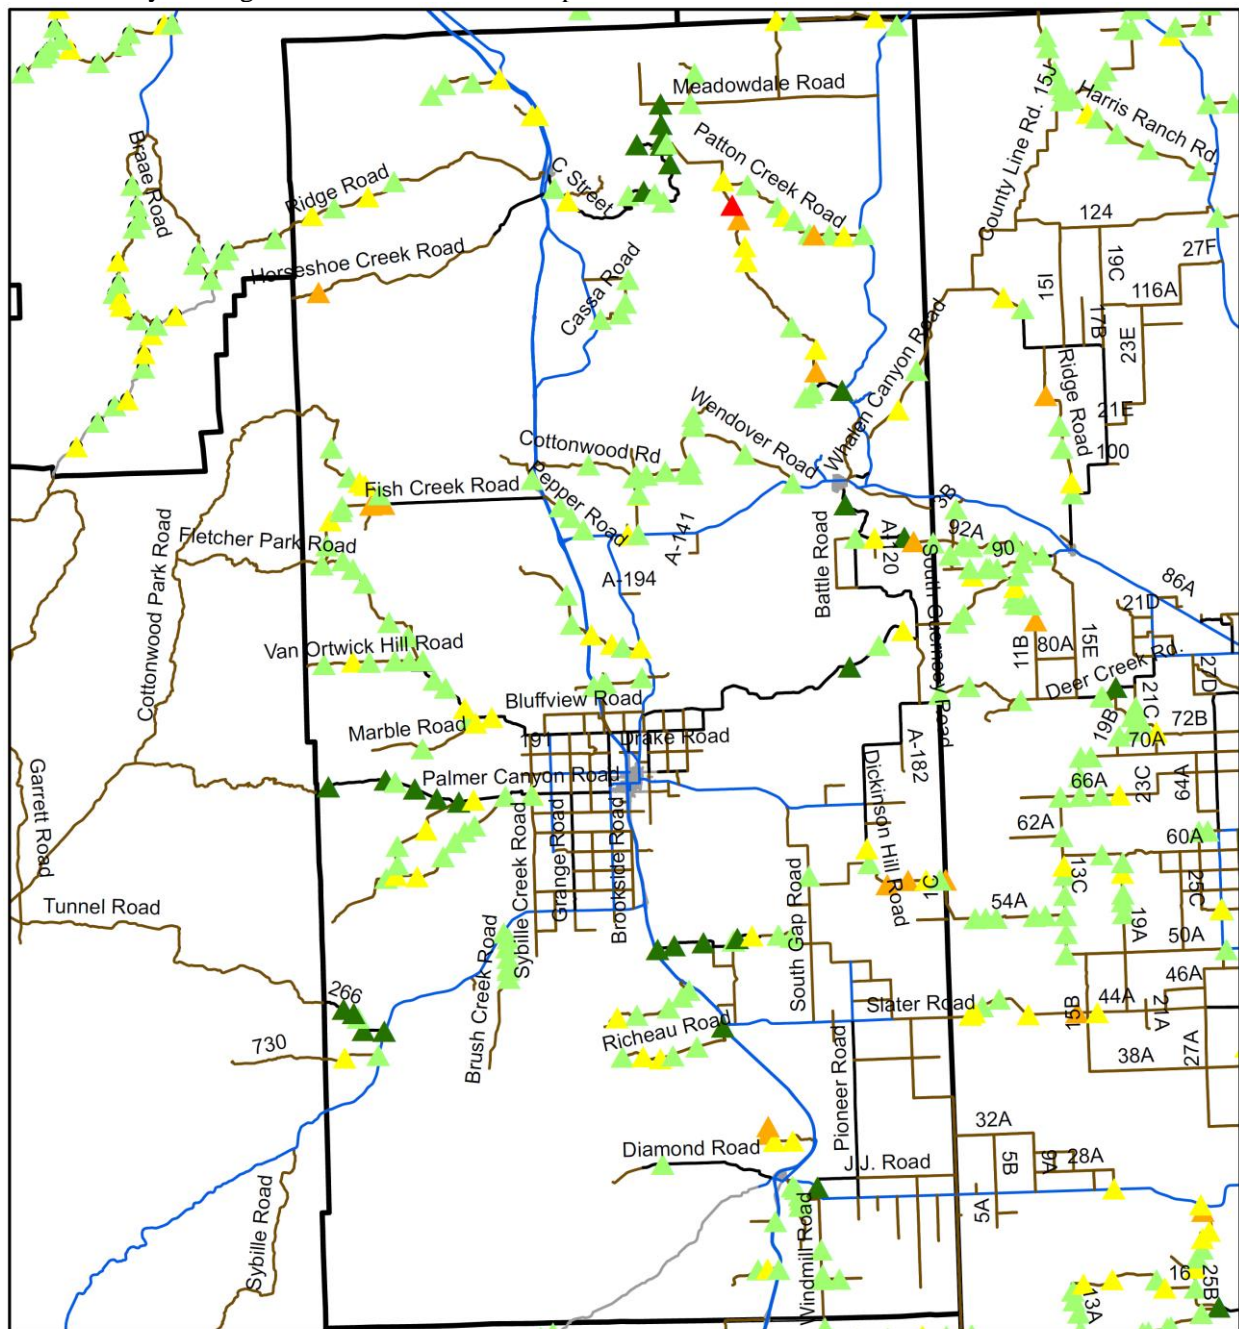 Meadowdale Road
County Line Rd. 15J
Harris Ranch Rd
Braae Road
Patton Creek Road
C Street
Ridge Road
124
16C
27F
Horseshoe Creek Road
15I
116A
Cassa Road
17B
23E
Whalen Canyon Road
Ridge Road
21E
Wendover Road
Cottonwood Rd
100
Pepper Road
Fish Creek Road
3B
92A
90
Fletcher Park Road
A-141
A-120
Battle Road
South Guernsey Road
A-194
86A
21D
Cottonwood Park Road
Van Ortwick Hill Road
11B
80A
15E
Deer Creek Rd.
27D
Bluffview Road
21C
19B
72B
Marble Road
191
Drake Road
A-182
70A
Garrett Road
Palmer Canyon Road
Dickinson Hill Road
66A
23C
64A
Sybille Creek Road
Grange Road
Brookside Road
62A
60A
13C
1C
25C
Tunnel Road
South Gap Road
54A
19A
50A
Brush Creek Road
266
46A
Slater Road
15B
44A
21A
27A
Richeau Road
730
38A
Pioneer Road
32A
Diamond Road
J.J. Road
5B
9A
28A
5A
Sybille Road
Windmill Road
16
25B
13A